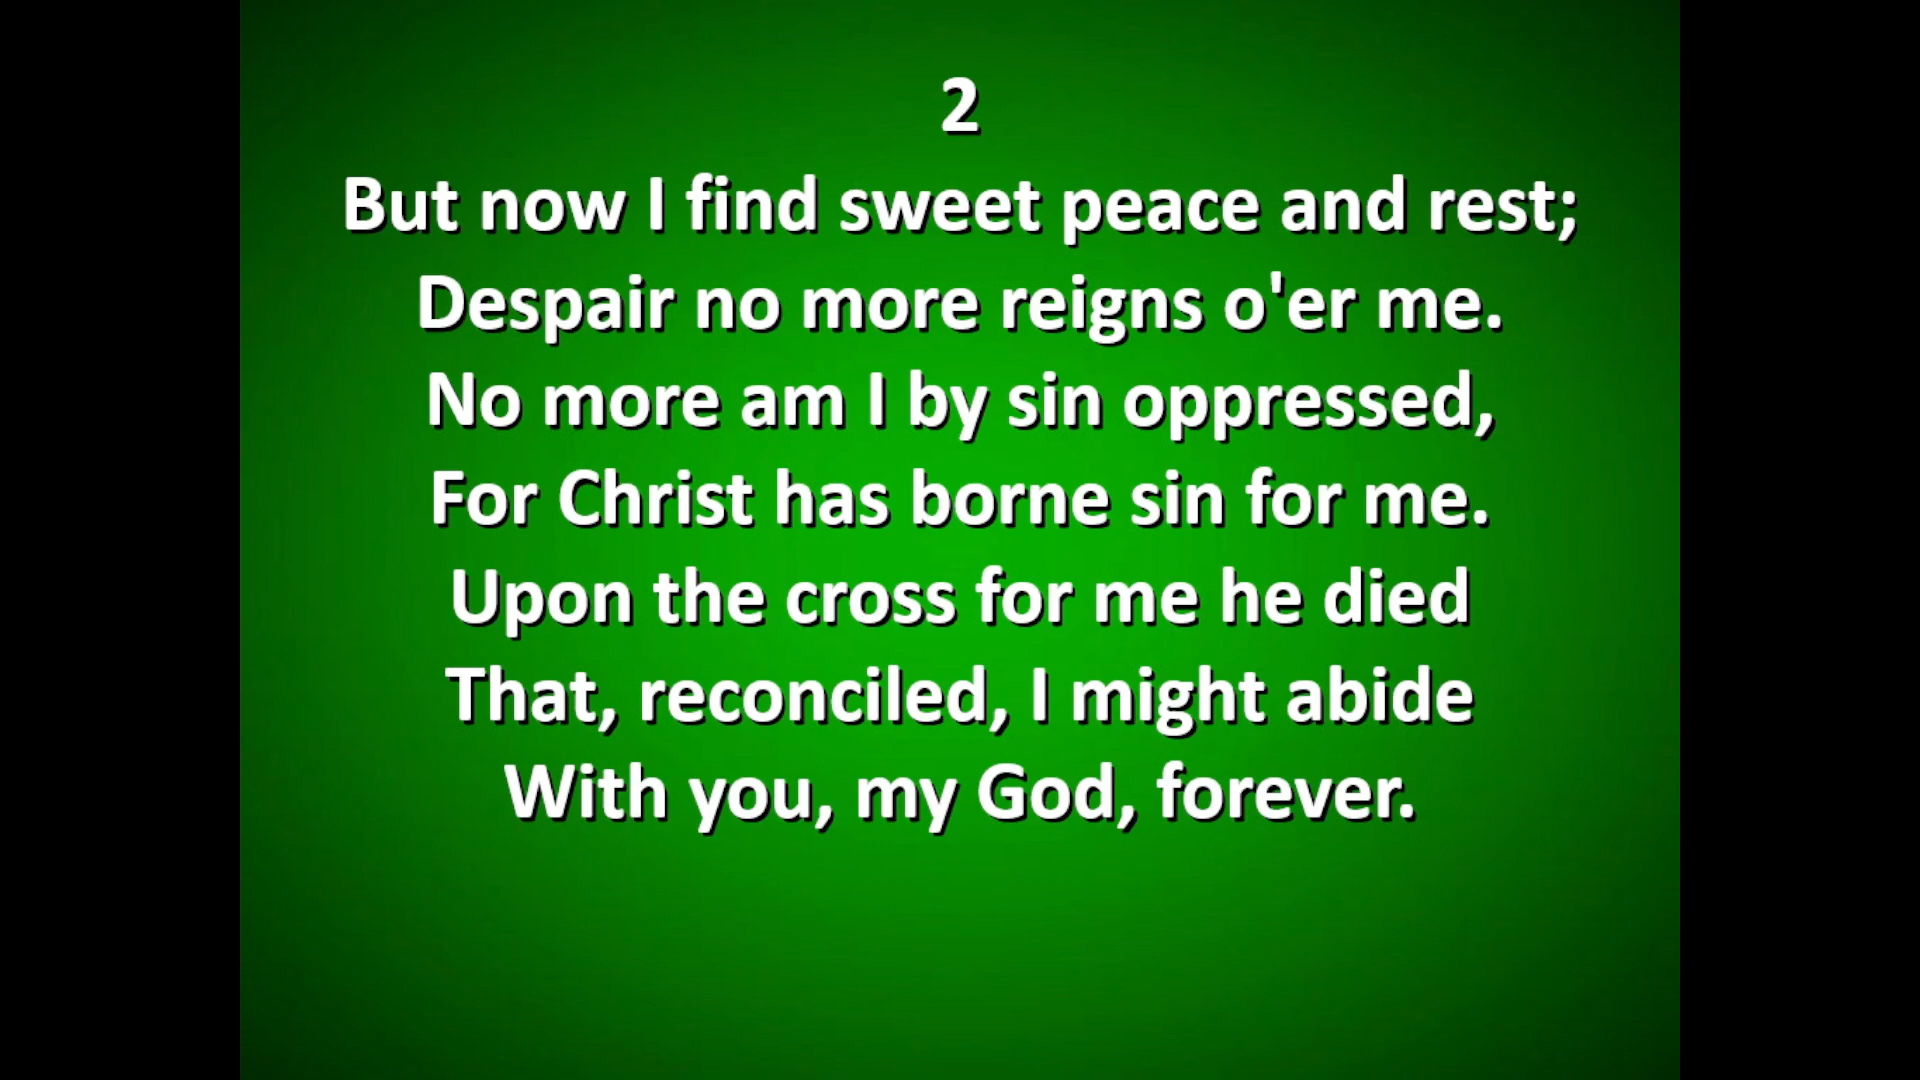 2
But now I find sweet peace and rest;
Despair no more reigns o'er me.
No more am I by sin oppressed,
For Christ has borne sin for me.
Upon the cross for me he died
That, reconciled, I might abide
With you, my God, forever.